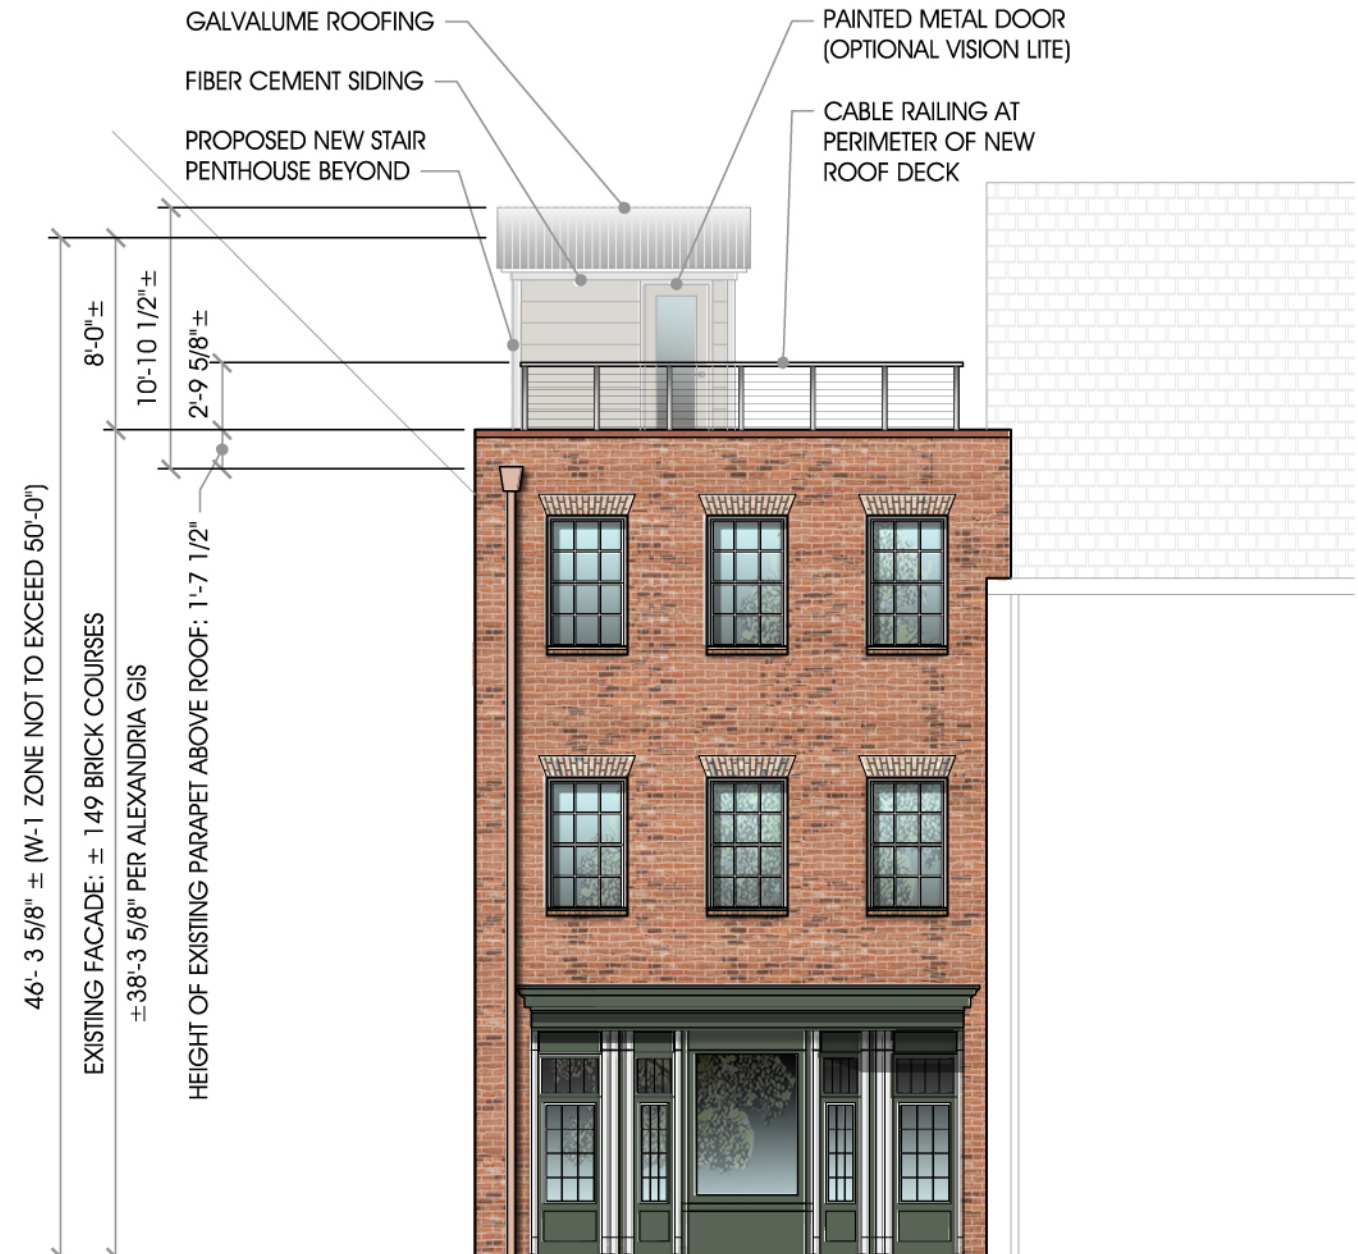 GALVALUME ROOFING
FIBER CEMENT SIDING
PROPOSED NEW STAIR
PENTHOUSE BEYOND
PAINTED METAL DOOR
(OPTIONAL VISION LITE)
CABLE RAILING AT
PERIMETER OF NEW
ROOF DECK
8'-0"±
10'-10 1/2"±
2'-9 5/8"±
46'- 3 5/8" ± (W-1 ZONE NOT TO EXCEED 50'-0")
EXISTING FACADE: ± 149 BRICK COURSES
±38'-3 5/8" PER ALEXANDRIA GIS
HEIGHT OF EXISTING PARAPET ABOVE ROOF: 1'-7 1/2"